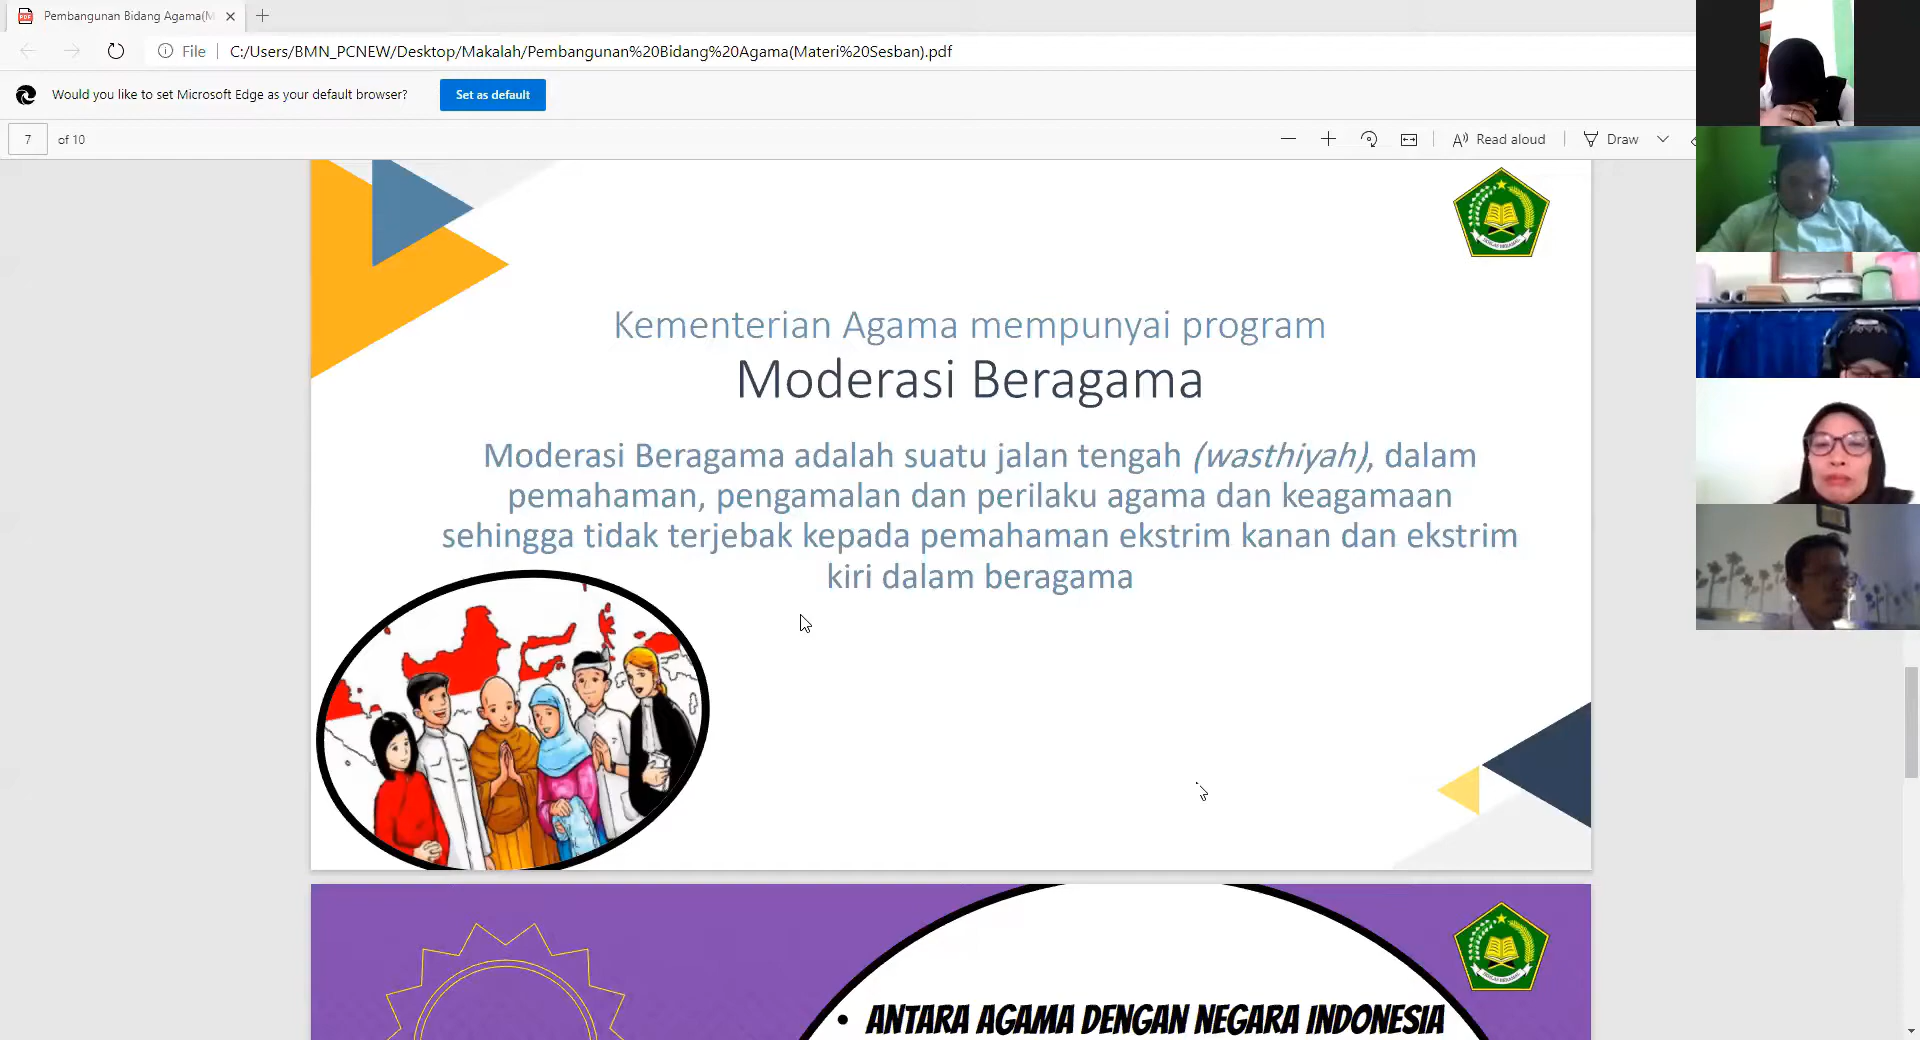 Pembangunan Bidang Agama(M
File
C:/Users/BMN_PCNEW/Desktop/Makalah/Pembangunan%20Bidang%20Agama(Materi%20Sesban).pdf
Would you like to set Microsoft Edge as your default browser?
Set as default
7
of 10
Read aloud
Draw
Kementerian Agama mempunyai program
Moderasi Beragama
Moderasi Beragama adalah suatu jalan tengah (wasthiyah), dalam
pemahaman, pengamalan dan perilaku agama dan keagamaan
sehingga tidak terjebak kepada pemahaman ekstrim kanan dan ekstrim
kiri dalam beragama
• ANTARA AGAMA DENGAN NEGARA INDONESIA